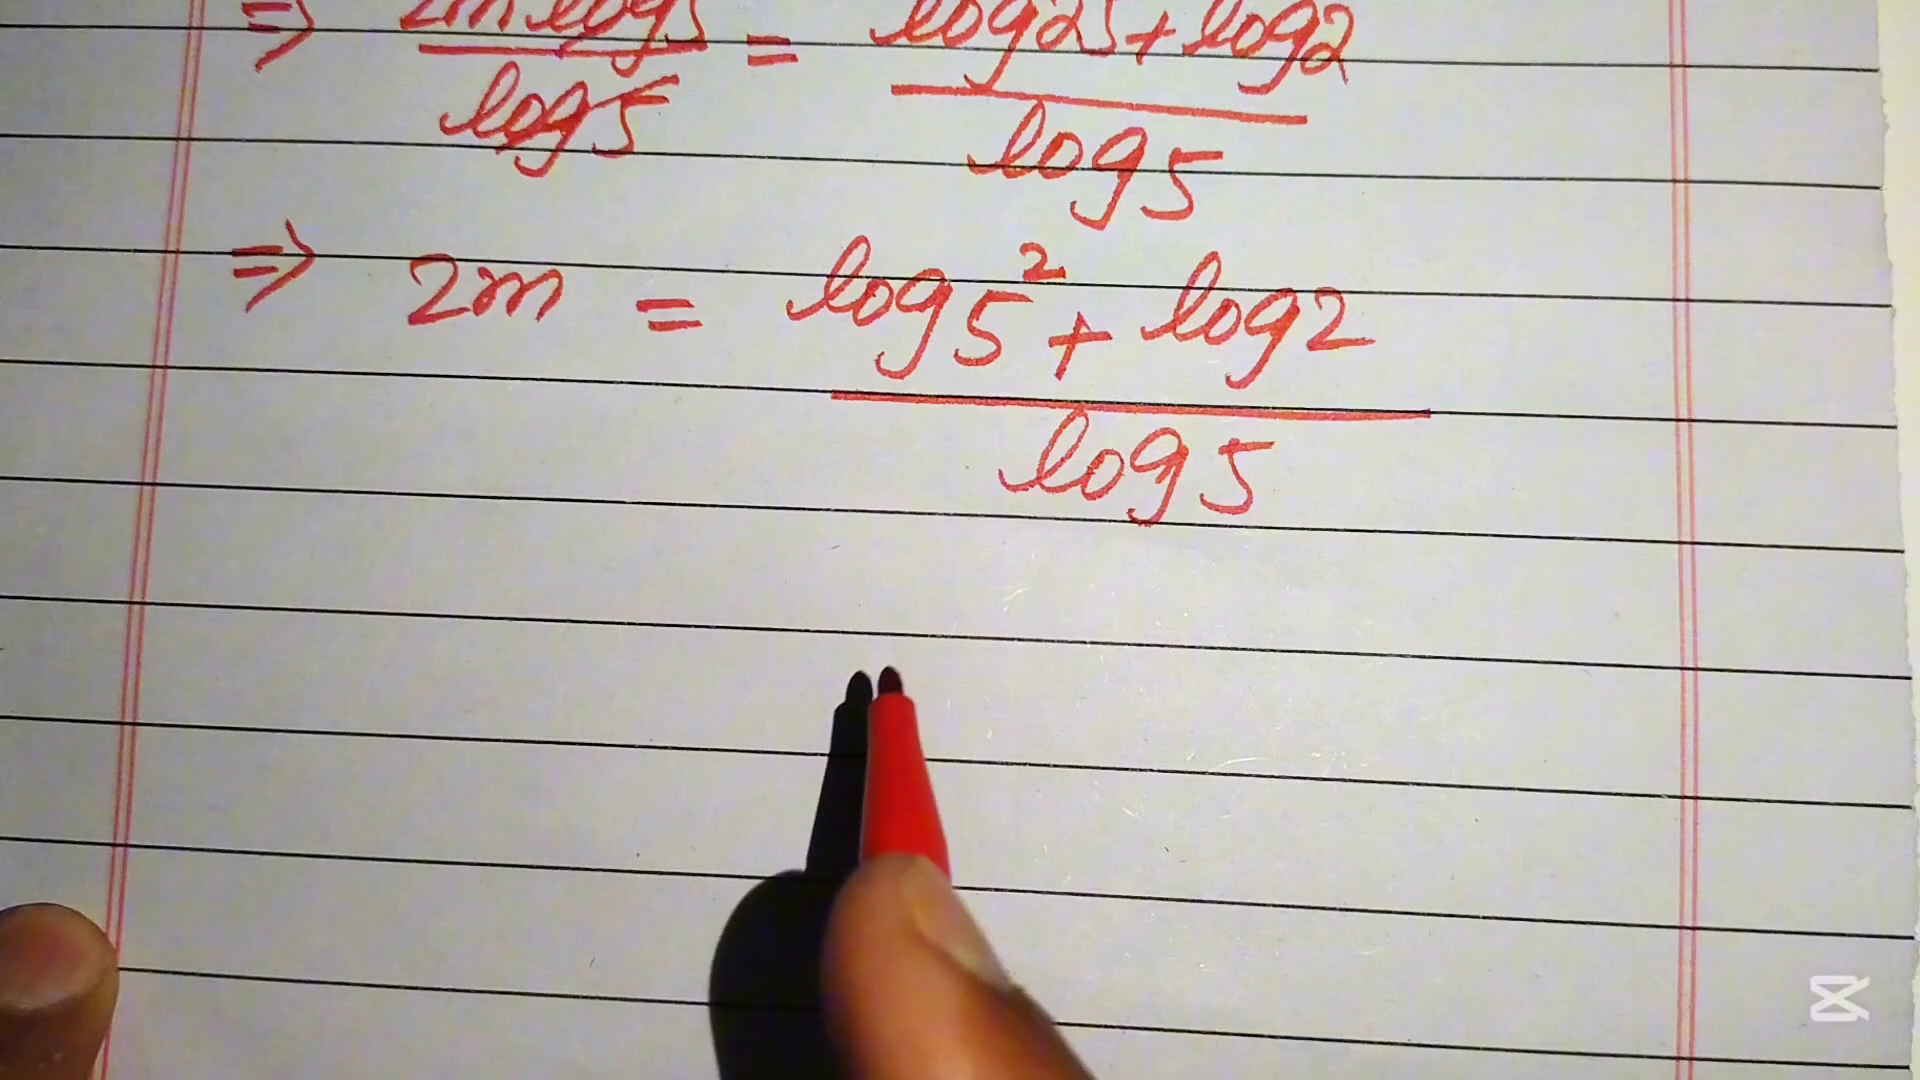 ⇒ 2m log5 / log5 = log25 + log2 / log5
⇒ 2m = log5² + log2 / log5